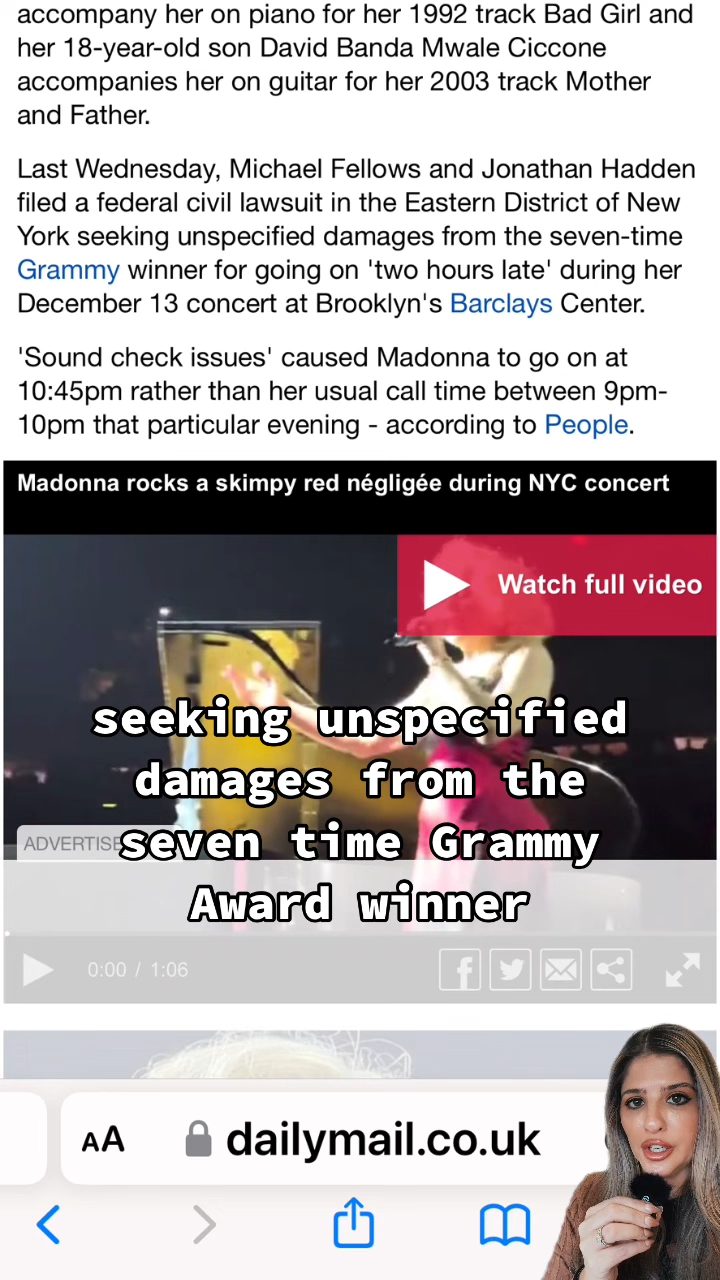 accompany her on piano for her 1992 track Bad Girl and
her 18-year-old son David Banda Mwale Ciccone
accompanies her on guitar for her 2003 track Mother
and Father.
Last Wednesday, Michael Fellows and Jonathan Hadden
filed a federal civil lawsuit in the Eastern District of New
York seeking unspecified damages from the seven-time
Grammy winner for going on 'two hours late' during her
December 13 concert at Brooklyn's Barclays Center.
'Sound check issues' caused Madonna to go on at
10:45pm rather than her usual call time between 9pm-
10pm that particular evening - according to People.
Madonna rocks a skimpy red négligée during NYC concert
Watch full video
seeking unspecified
damages from the
ADVERTISE
seven time Grammy
Award winner
0:00 / 1:06
AA dailymail.co.uk